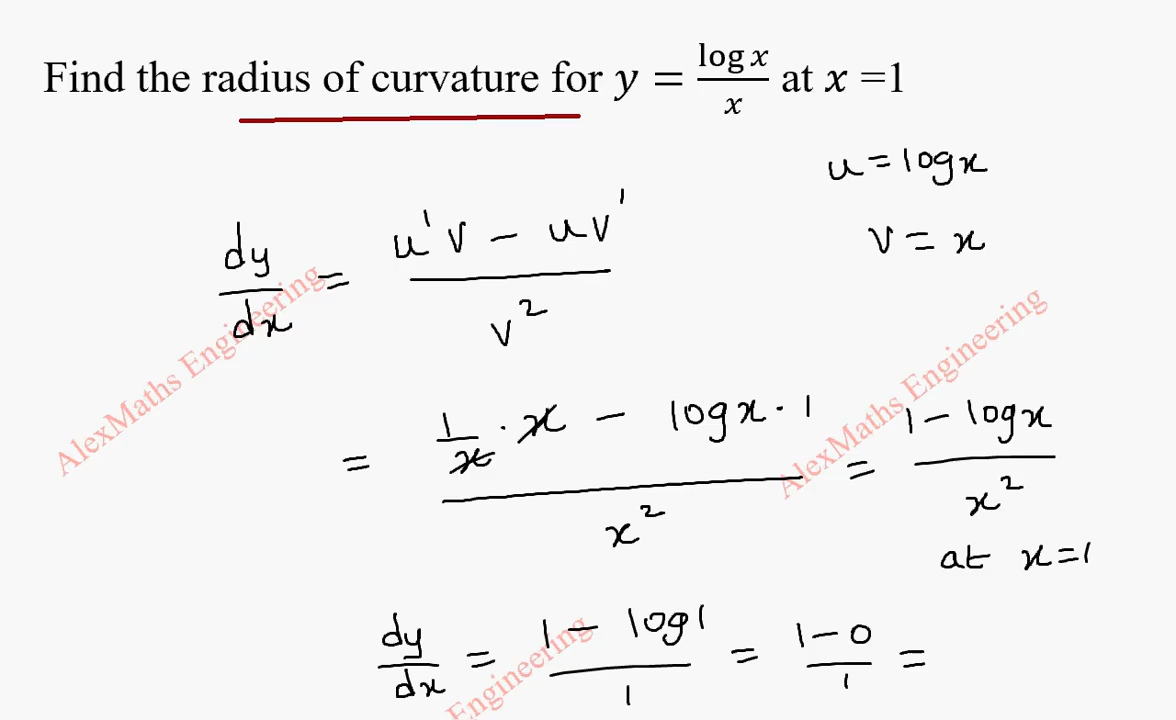 Find the radius of curvature for y = log x / x at x =1
u = log x
v = x
dy/dx = (u'v − uv') / v²
= (1/x · x − log x · 1) / x² = (1 − log x) / x²
at x = 1
dy/dx = (1 − log 1) / 1 = (1 − 0) / 1 =
AlexMaths Engineering
AlexMaths Engineering
Engineering